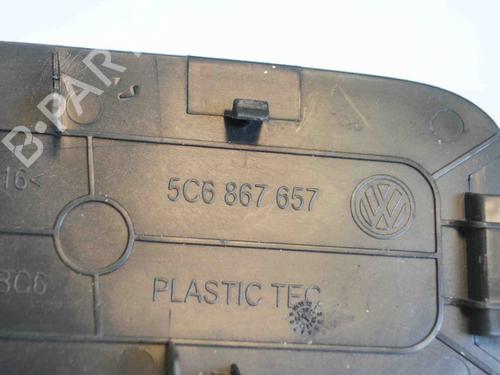 B-PARTS
16<
5C6 867 657
3C6
PLASTIC TEC